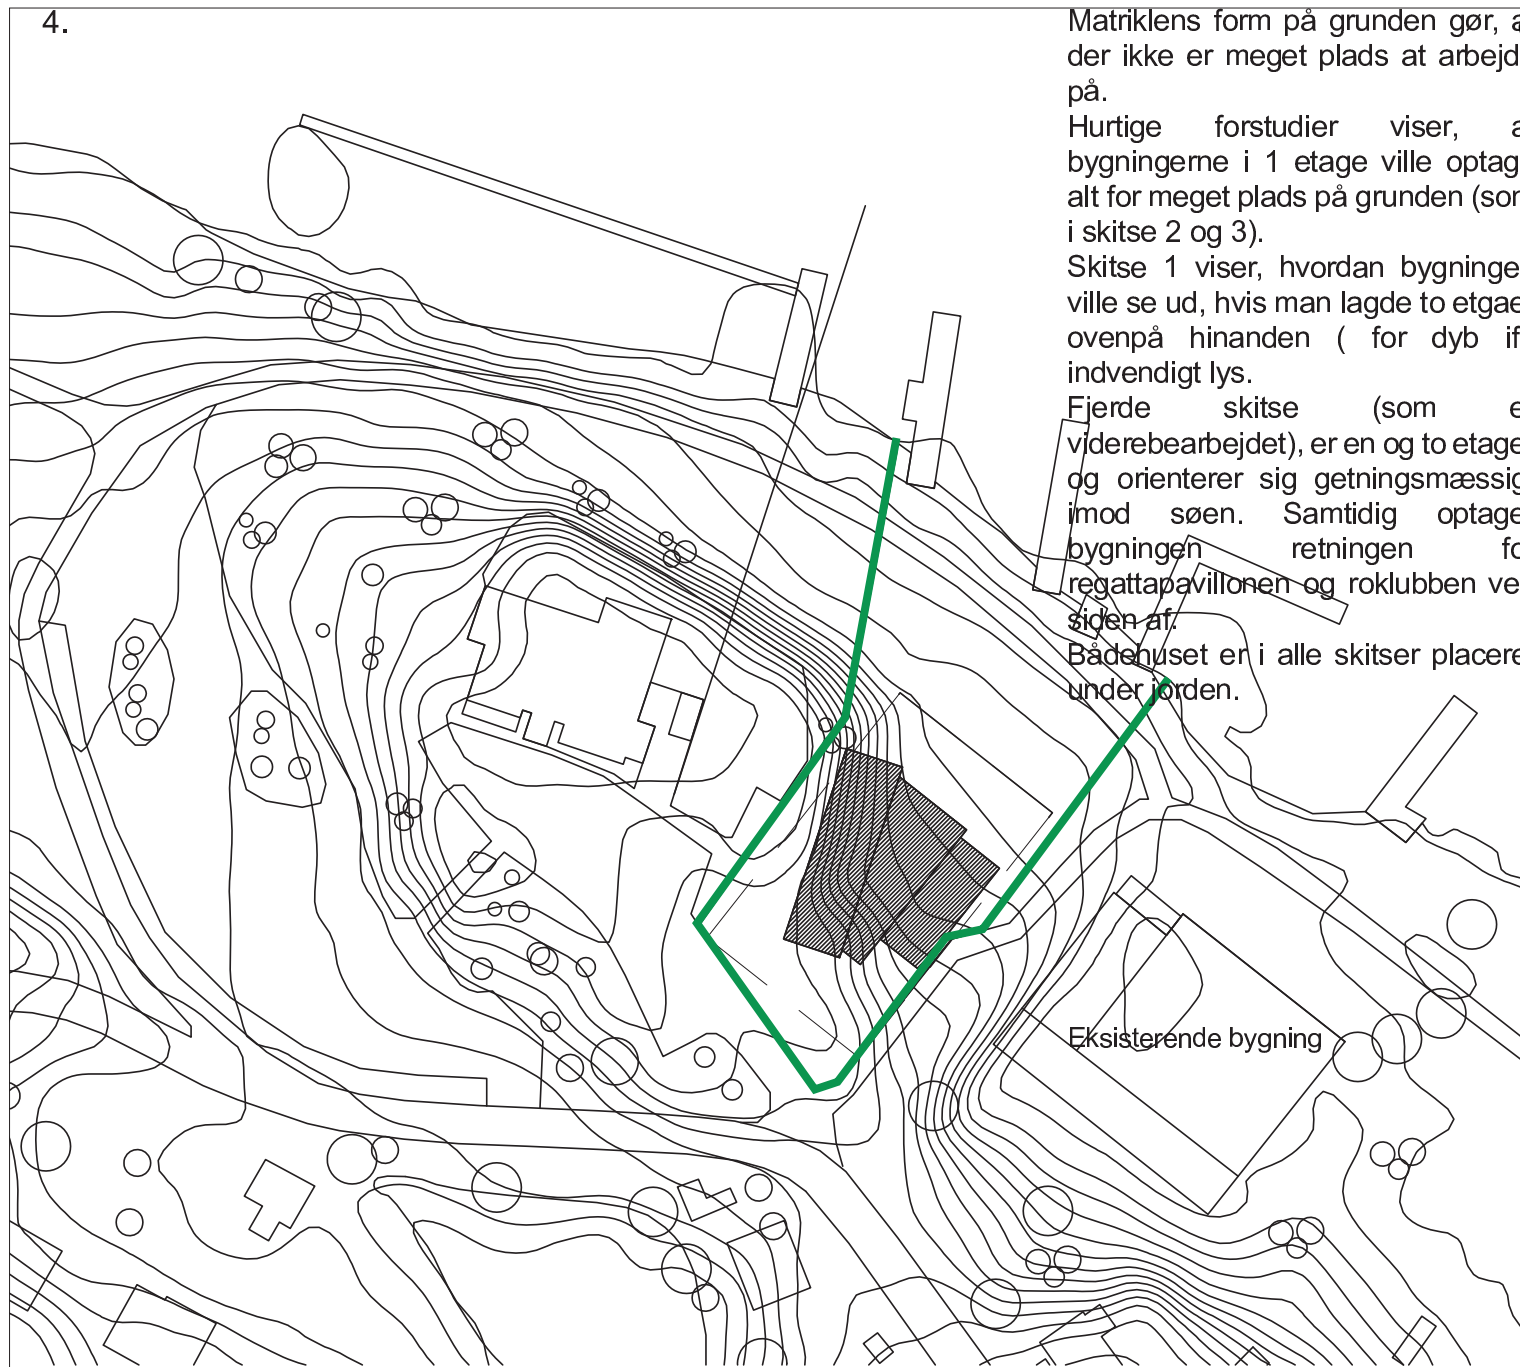 4.
Matriklens form på grunden gør, a
der ikke er meget plads at arbejd
på.
Hurtige forstudier viser, a
bygningerne i 1 etage ville optag
alt for meget plads på grunden (som
i skitse 2 og 3).
Skitse 1 viser, hvordan bygninge
ville se ud, hvis man lagde to etgae
ovenpå hinanden ( for dyb if
indvendigt lys.
Fjerde skitse (som e
viderebearbejdet), er en og to etage
og orienterer sig getningsmæssig
imod søen. Samtidig optage
bygningen retningen fo
regattapavillonen og roklubben ve
siden af.
Bådehuset er i alle skitser placere
under jorden.
Eksisterende bygning